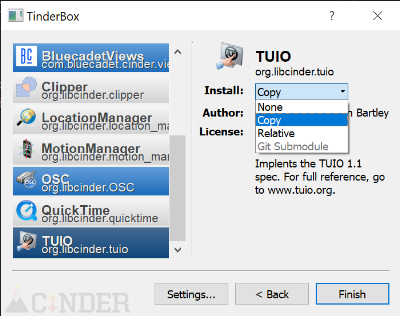 TinderBox
BC
BluecadetViews
com.bluecadet.cinder.view
Clipper
org.libcinder.clipper
LocationManager
org.libcinder.location_ma
MotionManager
org.libcinder.motion_man
OSC
org.libcinder.OSC
QuickTime
org.libcinder.quicktime
TUIO
org.libcinder.tuio
TUIO
org.libcinder.tuio
Install: Copy
None
Copy
Relative
Git Submodule
Author: Bartley
License:
Implents the TUIO 1.1
spec. For full reference, go
to www.tuio.org.
CINDER
Settings...
< Back
Finish